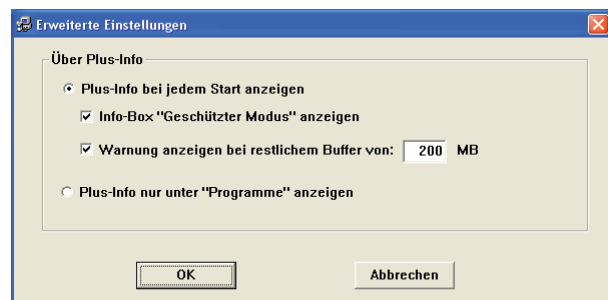 Erweiterte Einstellungen
Über Plus-Info
Plus-Info bei jedem Start anzeigen
Info-Box "Geschützter Modus" anzeigen
Warnung anzeigen bei restlichem Buffer von: 200 MB
Plus-Info nur unter "Programme" anzeigen
OK Abbrechen